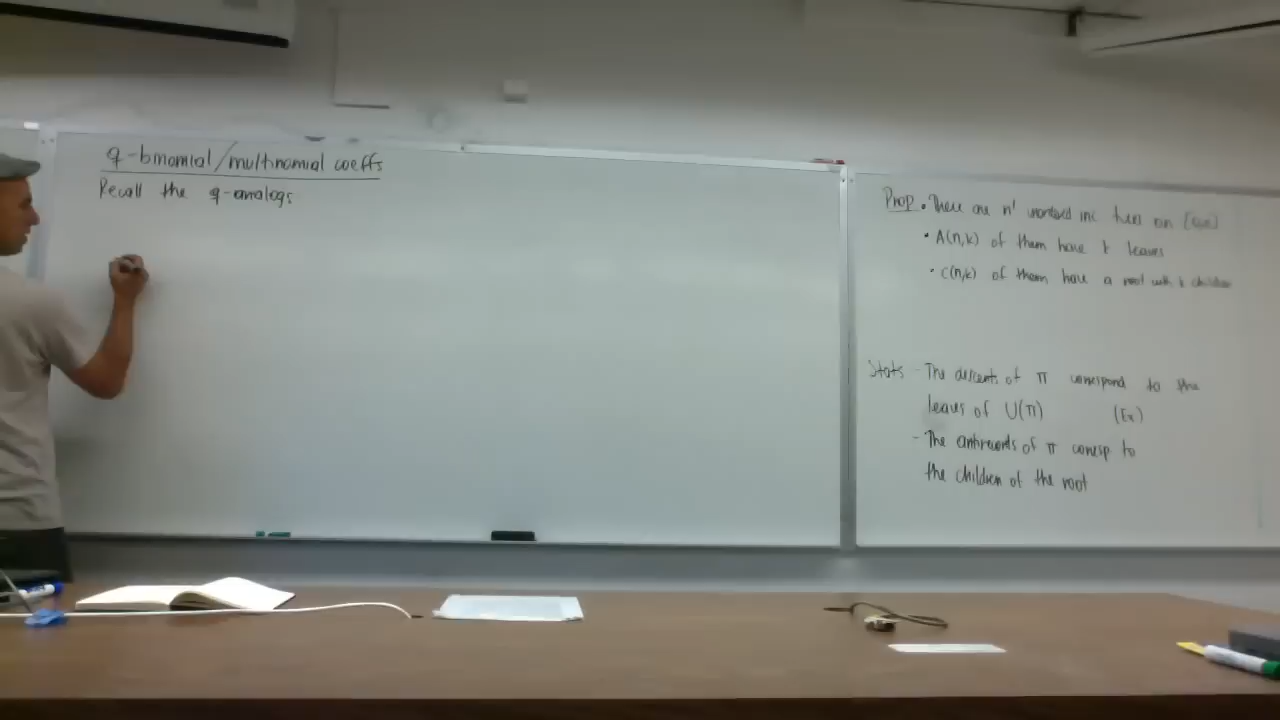 q-binomial/multinomial coeffs
Recall the q-analogs
Prop • There are n! unordered inc trees on
• A(n,k) of them have k leaves
• c(n,k) of them have a root with k children
Stats - The descents of π correspond to the
leaves of U(π) (Ex)
- The antirecords of π corresp to
the children of the root